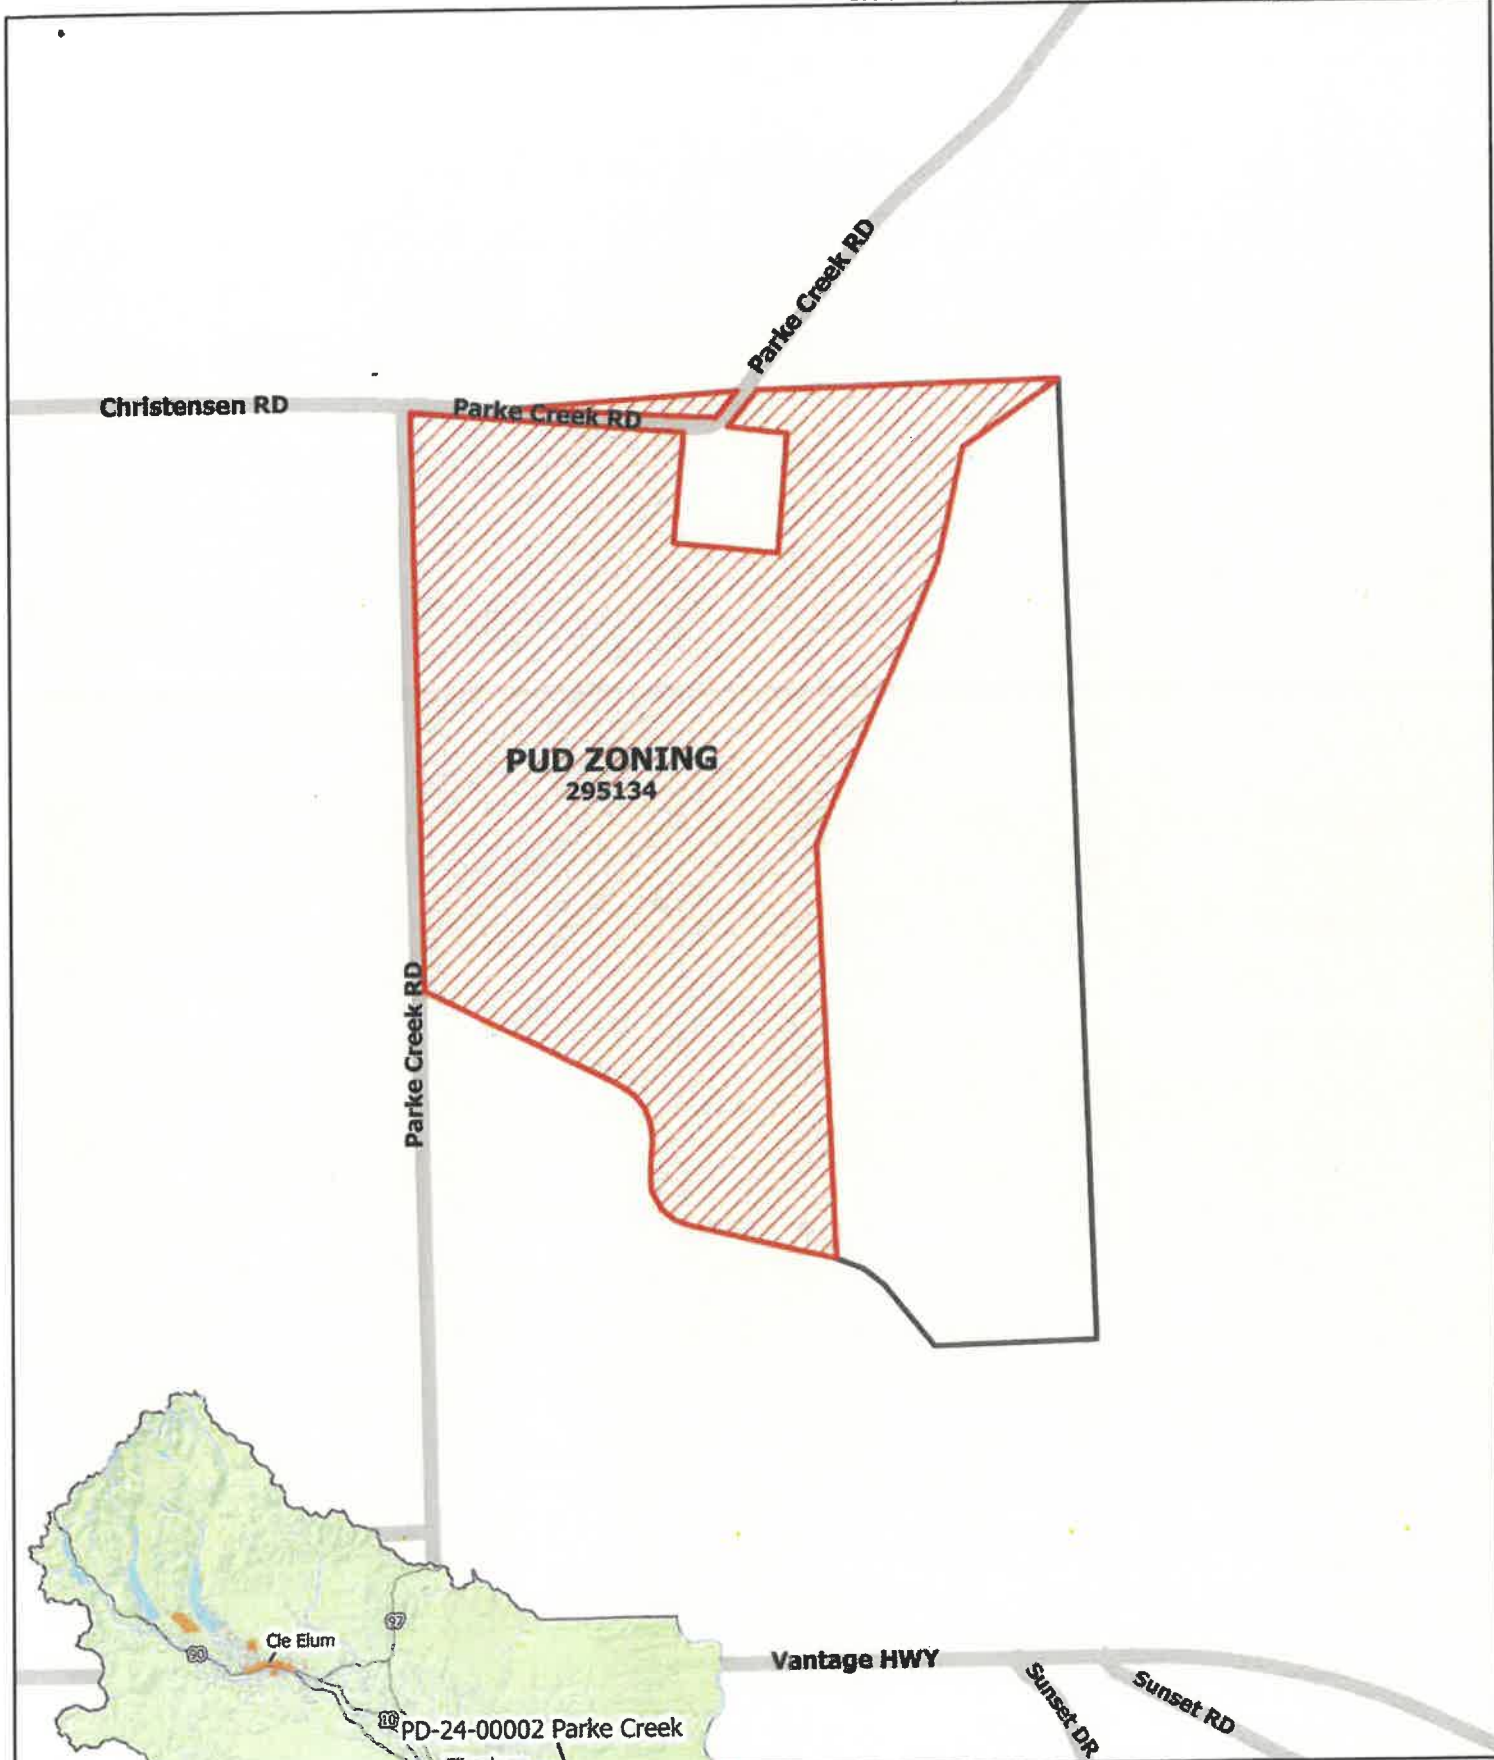 Parke Creek RD
Christensen RD
Parke Creek RD
PUD ZONING
295134
Parke Creek RD
97
90
Cle Elum
Vantage HWY
Sunset DR
Sunset RD
10
PD-24-00002 Parke Creek